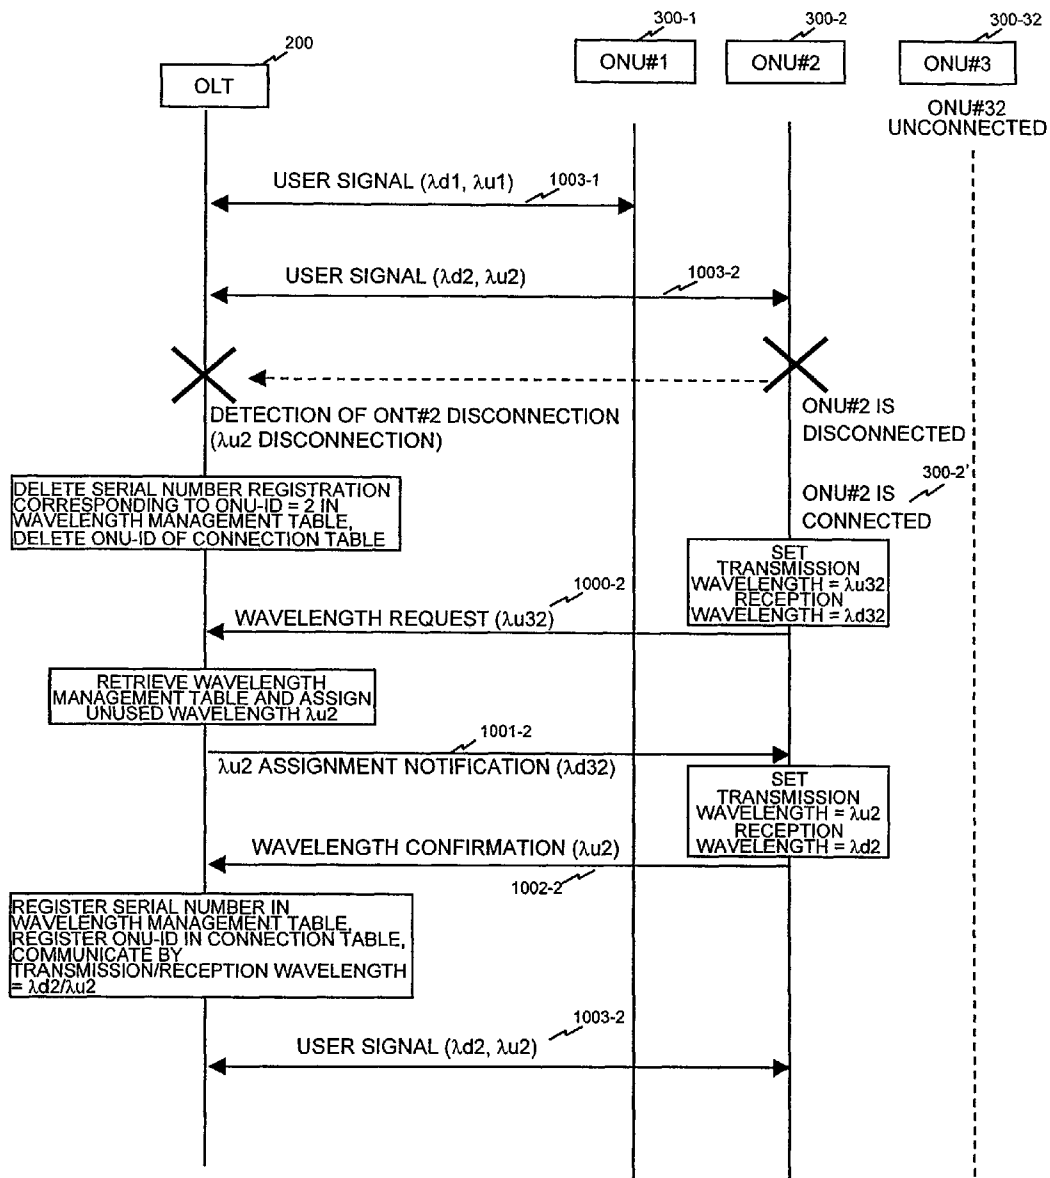 300-1
300-2
300-32
200
OLT
ONU#1
ONU#2
ONU#3
ONU#32
UNCONNECTED
USER SIGNAL (λd1, λu1)
1003-1
USER SIGNAL (λd2, λu2)
1003-2
DETECTION OF ONT#2 DISCONNECTION
(λu2 DISCONNECTION)
ONU#2 IS
DISCONNECTED
DELETE SERIAL NUMBER REGISTRATION
CORRESPONDING TO ONU-ID = 2 IN
WAVELENGTH MANAGEMENT TABLE,
DELETE ONU-ID OF CONNECTION TABLE
300-2'
ONU#2 IS
CONNECTED
SET
TRANSMISSION
WAVELENGTH = λu32
RECEPTION
WAVELENGTH = λd32
1000-2
WAVELENGTH REQUEST (λu32)
RETRIEVE WAVELENGTH
MANAGEMENT TABLE AND ASSIGN
UNUSED WAVELENGTH λu2
1001-2
λu2 ASSIGNMENT NOTIFICATION (λd32)
SET
TRANSMISSION
WAVELENGTH = λu2
RECEPTION
WAVELENGTH = λd2
WAVELENGTH CONFIRMATION (λu2)
1002-2
REGISTER SERIAL NUMBER IN
WAVELENGTH MANAGEMENT TABLE,
REGISTER ONU-ID IN CONNECTION TABLE,
COMMUNICATE BY
TRANSMISSION/RECEPTION WAVELENGTH
= λd2/λu2
1003-2
USER SIGNAL (λd2, λu2)